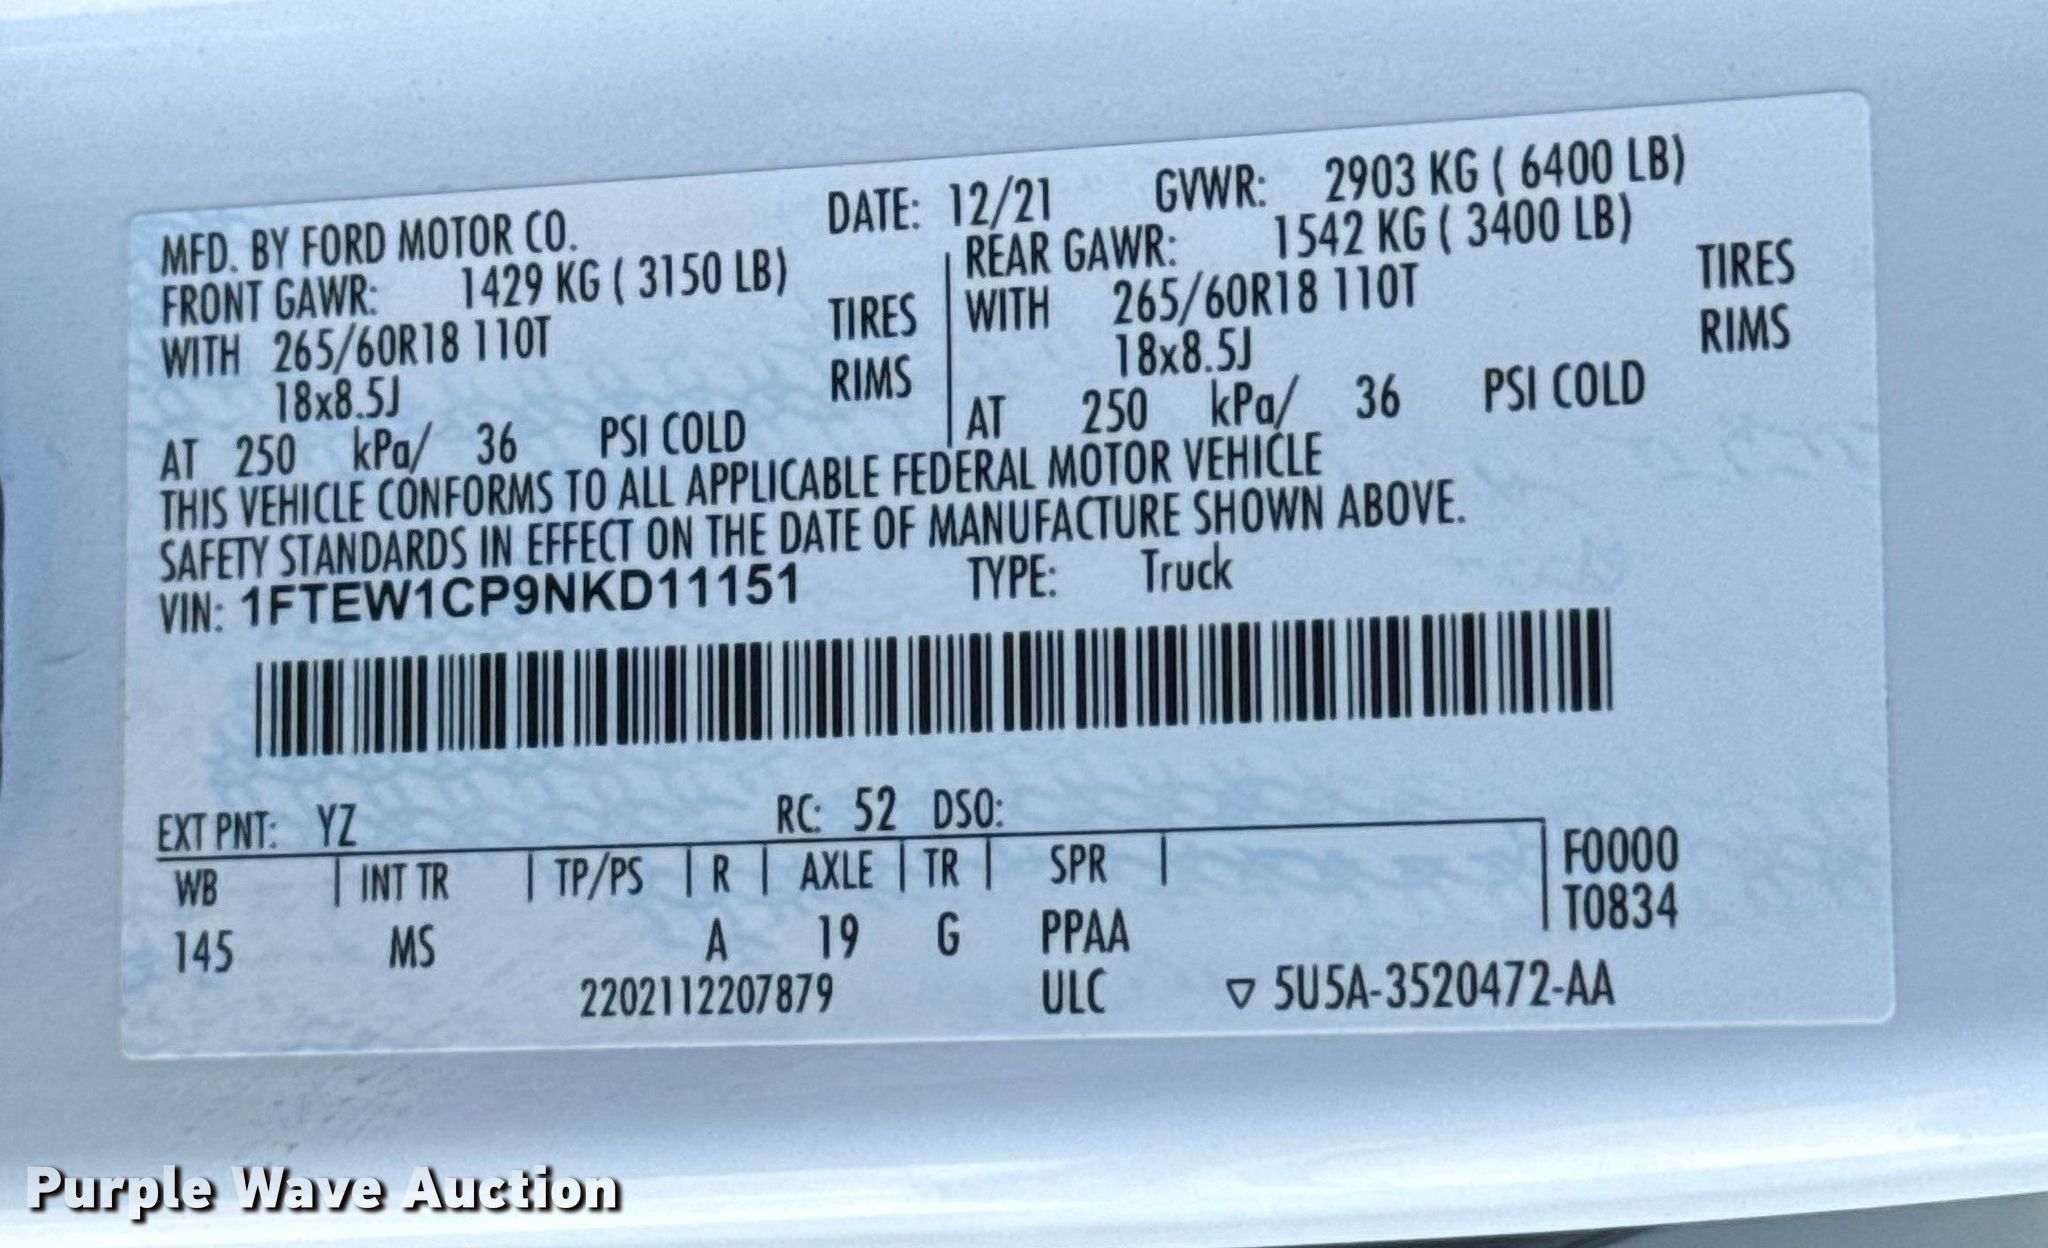 MFD. BY FORD MOTOR CO. DATE: 12/21 GVWR: 2903 KG ( 6400 LB)
FRONT GAWR: 1429 KG ( 3150 LB) REAR GAWR: 1542 KG ( 3400 LB)
WITH 265/60R18 110T TIRES WITH 265/60R18 110T TIRES
18x8.5J RIMS 18x8.5J RIMS
AT 250 kPa/ 36 PSI COLD AT 250 kPa/ 36 PSI COLD
THIS VEHICLE CONFORMS TO ALL APPLICABLE FEDERAL MOTOR VEHICLE
SAFETY STANDARDS IN EFFECT ON THE DATE OF MANUFACTURE SHOWN ABOVE.
VIN: 1FTEW1CP9NKD11151 TYPE: Truck
EXT PNT: YZ RC: 52 DSO:
WB INT TR TP/PS R AXLE TR SPR F0000
T0834
145 MS A 19 G PPAA
2202112207879 ULC ▽ 5U5A-3520472-AA
Purple Wave Auction